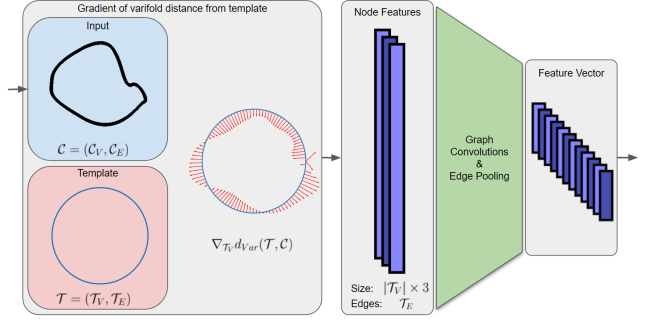 Gradient of varifold distance from template
Input
𝒞 = (𝒞_V, 𝒞_E)
Template
𝒯 = (𝒯_V, 𝒯_E)
∇_{𝒯_V} d_{Var}(𝒯, 𝒞)
Node Features
Size: |𝒯_V| × 3
Edges: 𝒯_E
Graph
Convolutions
&
Edge Pooling
Feature Vector